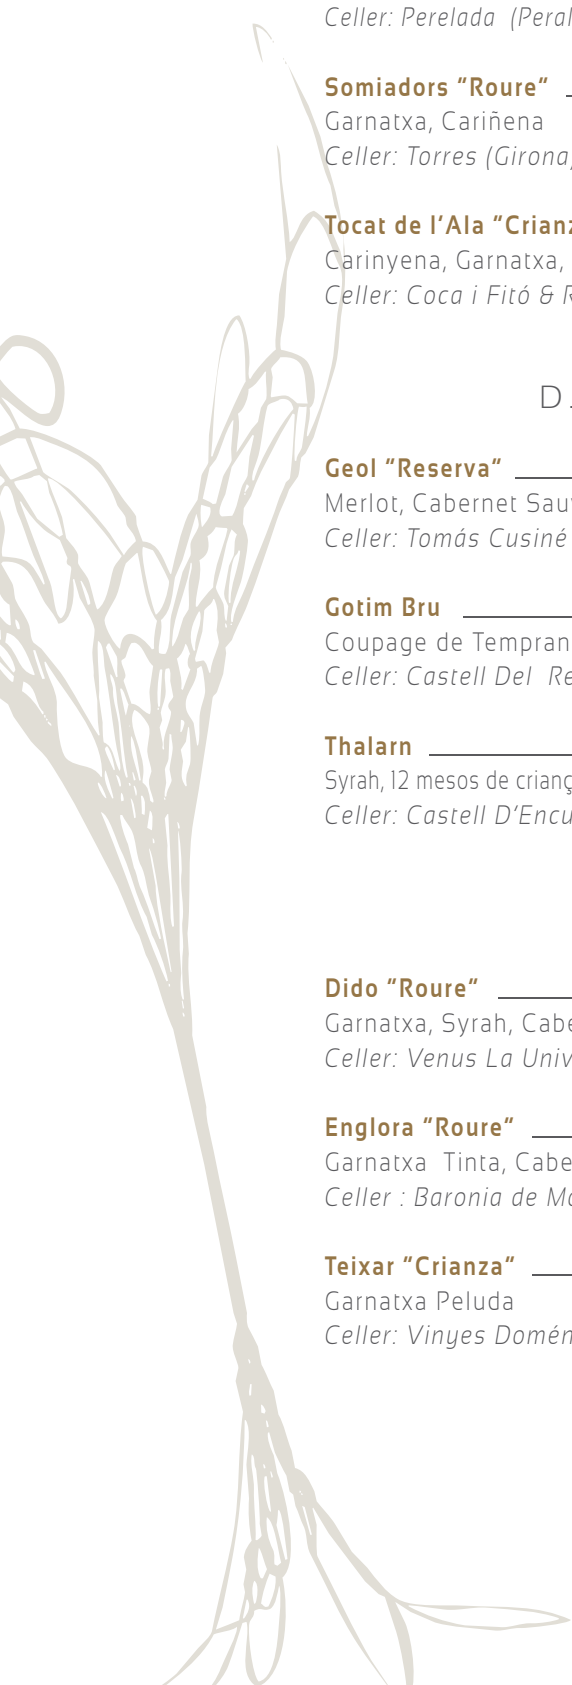 Celler: Perelada (Peral
Somiadors “Roure“
Garnatxa, Cariñena
Celler: Torres (Girona)
Tocat de l’Ala “Crianz
Carinyena, Garnatxa,
Celler: Coca i Fitó & R
D.
Geol “Reserva“
Merlot, Cabernet Sauv
Celler: Tomás Cusiné
Gotim Bru
Coupage de Tempran
Celler: Castell Del Re
Thalarn
Syrah, 12 mesos de crianç
Celler: Castell D’Encu
Dido “Roure“
Garnatxa, Syrah, Cabe
Celler: Venus La Univ
Englora “Roure“
Garnatxa Tinta, Cabe
Celler : Baronia de Mo
Teixar “Crianza“
Garnatxa Peluda
Celler: Vinyes Domén